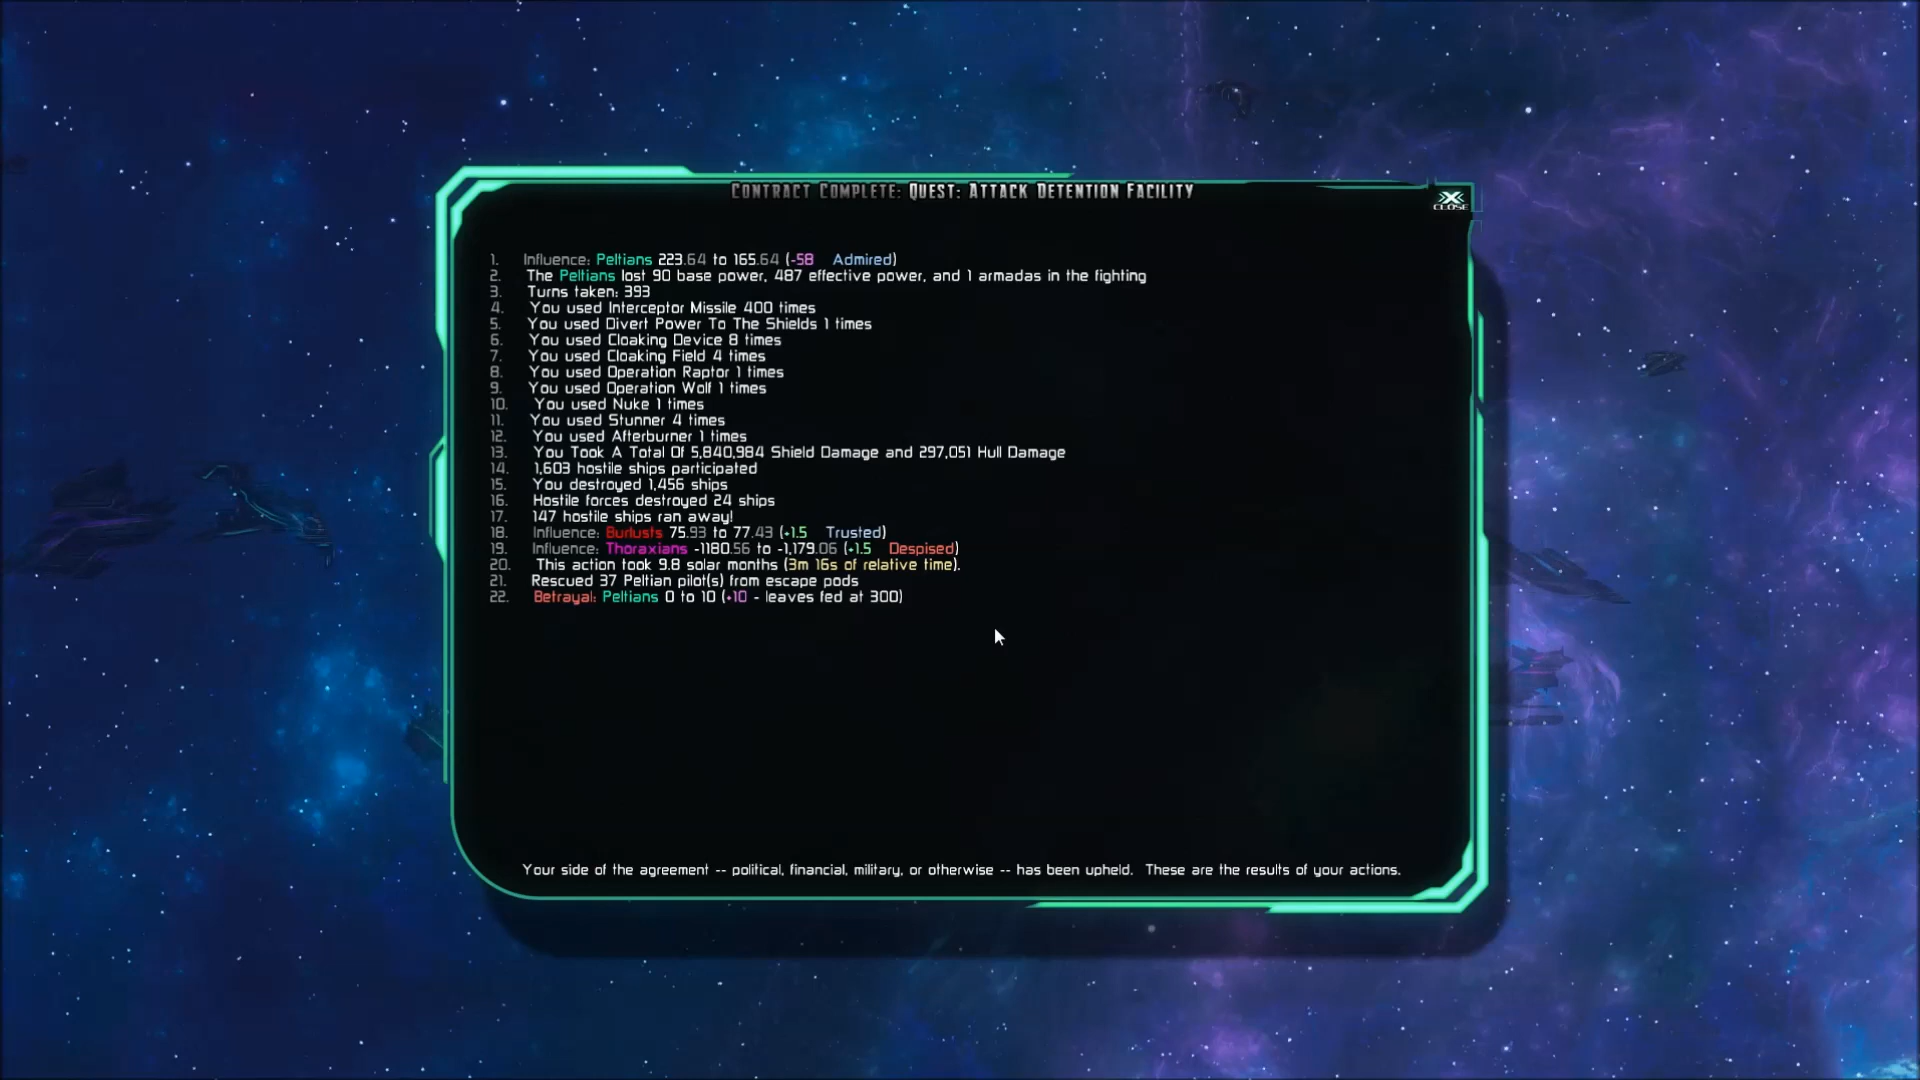 CONTRACT COMPLETE: QUEST: ATTACK DETENTION FACILITY
CLOSE
1. Influence: Peltians 223.64 to 165.64 (-58 Admired)
2. The Peltians lost 90 base power, 487 effective power, and 1 armadas in the fighting
3. Turns taken: 393
4. You used Interceptor Missile 400 times
5. You used Divert Power To The Shields 1 times
6. You used Cloaking Device 8 times
7. You used Cloaking Field 4 times
8. You used Operation Raptor 1 times
9. You used Operation Wolf 1 times
10. You used Nuke 1 times
11. You used Stunner 4 times
12. You used Afterburner 1 times
13. You Took A Total Of 5,840,984 Shield Damage and 297,051 Hull Damage
14. 1,603 hostile ships participated
15. You destroyed 1,456 ships
16. Hostile forces destroyed 24 ships
17. 147 hostile ships ran away!
18. Influence: Burlusts 75.93 to 77.43 (+1.5 Trusted)
19. Influence: Thoraxians -1180.56 to -1,179.06 (+1.5 Despised)
20. This action took 9.8 solar months (3m 16s of relative time).
21. Rescued 37 Peltian pilot(s) from escape pods
22. Betrayal: Peltians 0 to 10 (+10 - leaves fed at 300)
Your side of the agreement -- political, financial, military, or otherwise -- has been upheld. These are the results of your actions.